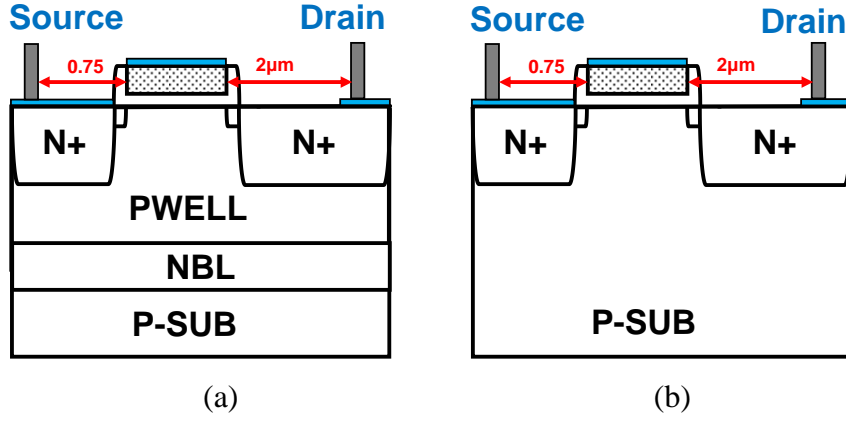 Source Drain
0.75 2μm
N+ N+
PWELL
NBL
P-SUB
(a)
Source Drain
0.75 2μm
N+ N+
P-SUB
(b)